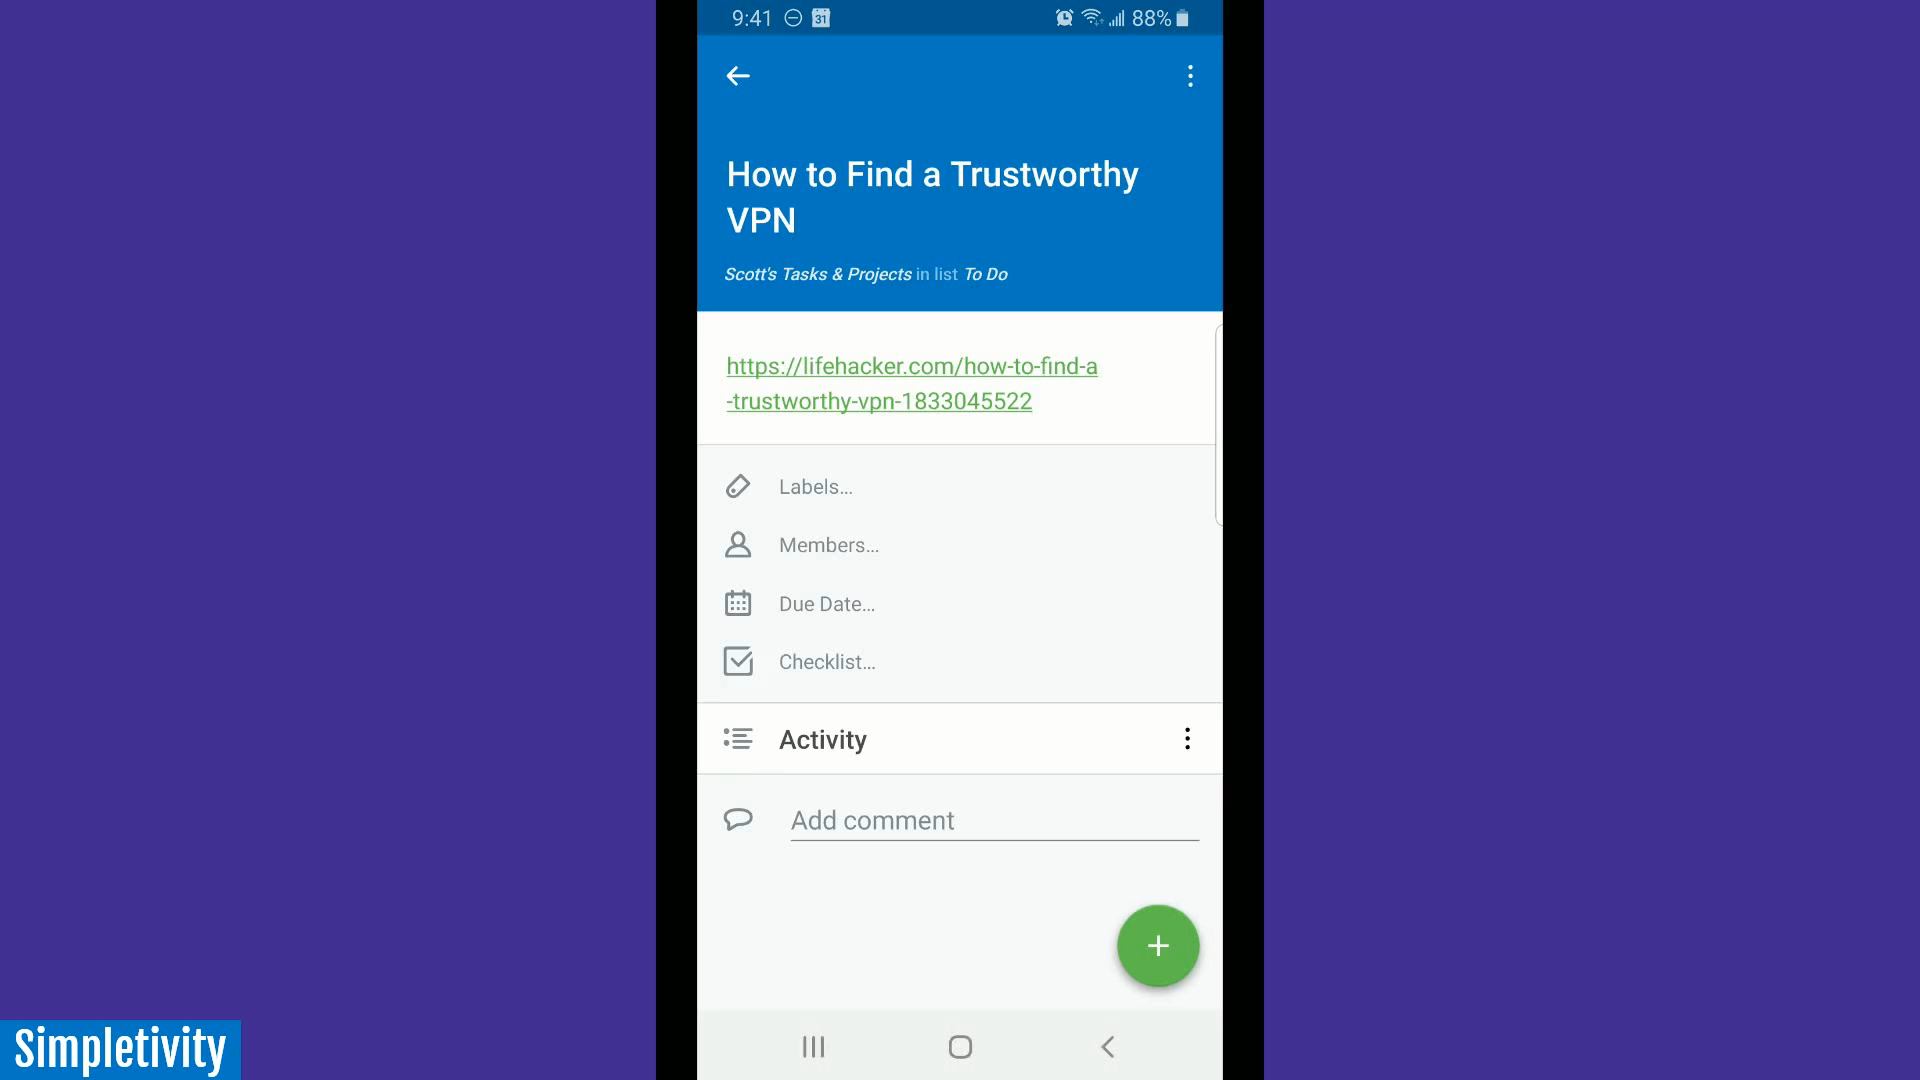 9:41
31
88%
How to Find a Trustworthy
VPN
Scott's Tasks & Projects in list To Do
https://lifehacker.com/how-to-find-a
-trustworthy-vpn-1833045522
Labels...
Members...
Due Date...
Checklist...
Activity
Add comment
Simpletivity